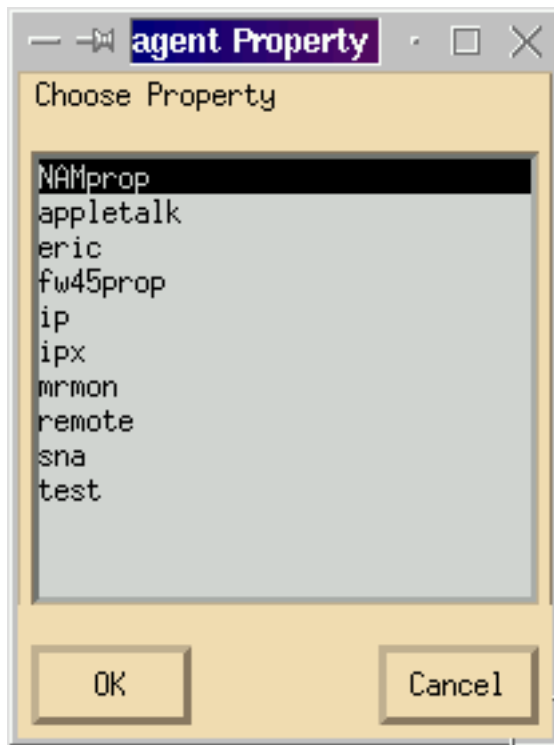 agent Property
Choose Property
NAMprop
appletalk
eric
fw45prop
ip
ipx
mrmon
remote
sna
test
OK
Cancel